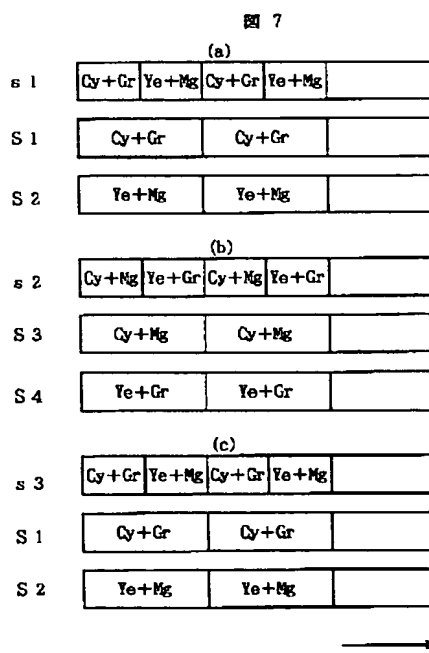 図 7
(a)
s 1 Cy+Gr Ye+Mg Cy+Gr Ye+Mg
S 1 Cy+Gr Cy+Gr
S 2 Ye+Mg Ye+Mg
(b)
s 2 Cy+Mg Ye+Gr Cy+Mg Ye+Gr
S 3 Cy+Mg Cy+Mg
S 4 Ye+Gr Ye+Gr
(c)
s 3 Cy+Gr Ye+Mg Cy+Gr Ye+Mg
S 1 Cy+Gr Cy+Gr
S 2 Ye+Mg Ye+Mg